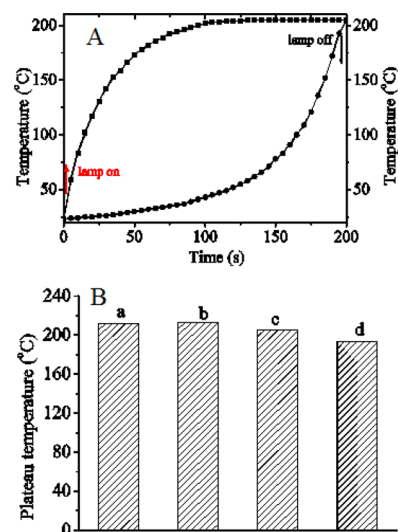 A
200
150
100
50
Temperature (°C)
lamp on
lamp off
200
150
100
50
Temperature (°C)
0 50 100 150 200
Time (s)
B
240
200
160
120
80
40
0
Plateau temperature (°C)
a b c d